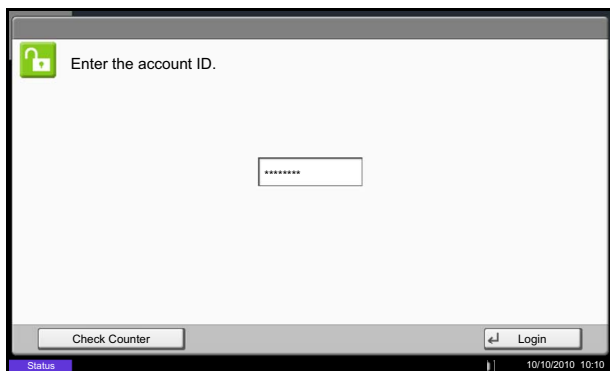 Enter the account ID.
********
Check Counter
Login
Status
10/10/2010 10:10